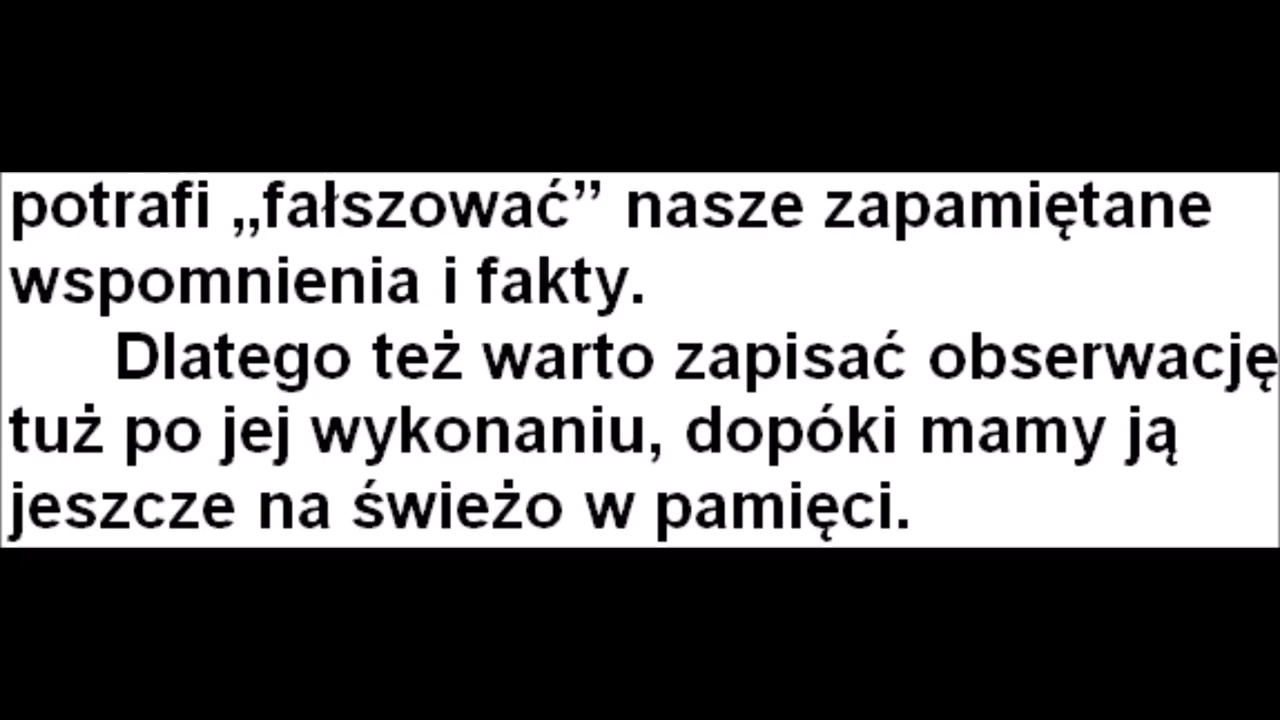 potrafi „fałszować” nasze zapamiętane
wspomnienia i fakty.
Dlatego też warto zapisać obserwację
tuż po jej wykonaniu, dopóki mamy ją
jeszcze na świeżo w pamięci.